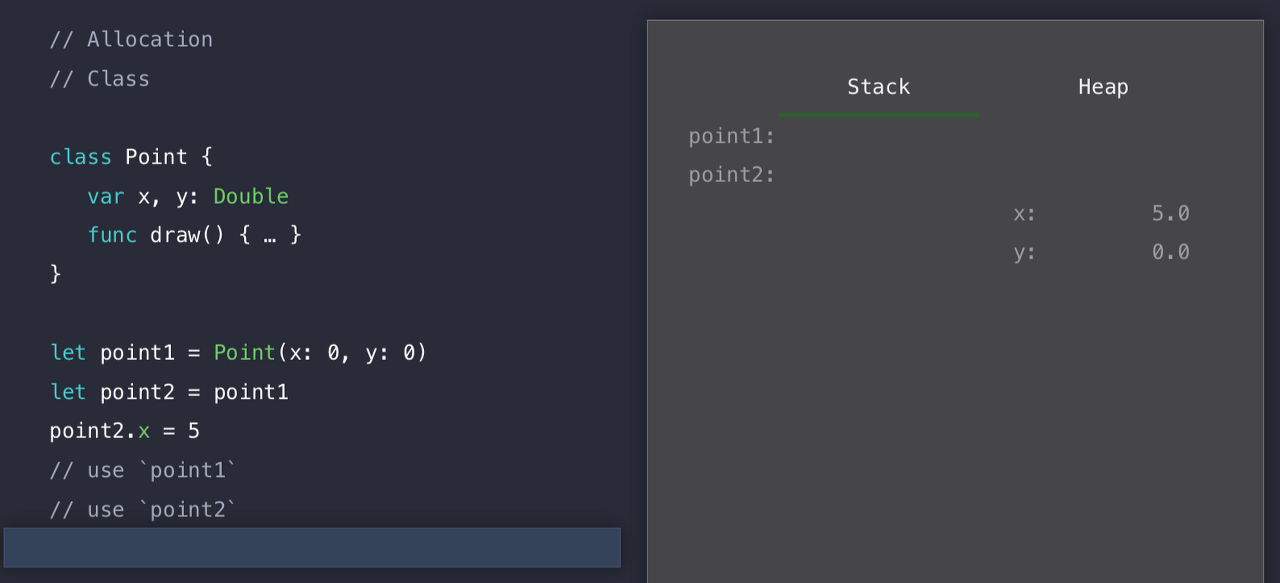 // Allocation
// Class
class Point {
var x, y: Double
func draw() { … }
}
let point1 = Point(x: 0, y: 0)
let point2 = point1
point2.x = 5
// use `point1`
// use `point2`
Stack Heap
point1:
point2:
x: 5.0
y: 0.0